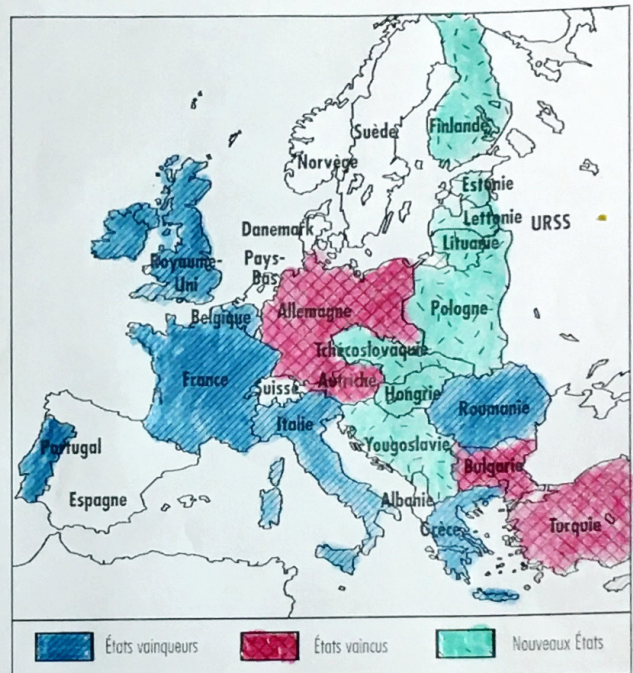 Suède
Finlande
Norvège
Estonie
Lettonie
URSS
Danemark
Lituanie
Royaume-
Uni
Pays-
Bas
Allemagne
Pologne
Belgique
Tchécoslovaquie
France
Suisse
Autriche
Hongrie
Roumanie
Italie
Portugal
Yougoslavie
Bulgarie
Espagne
Albanie
Grèce
Turquie
États vainqueurs
États vaincus
Nouveaux États